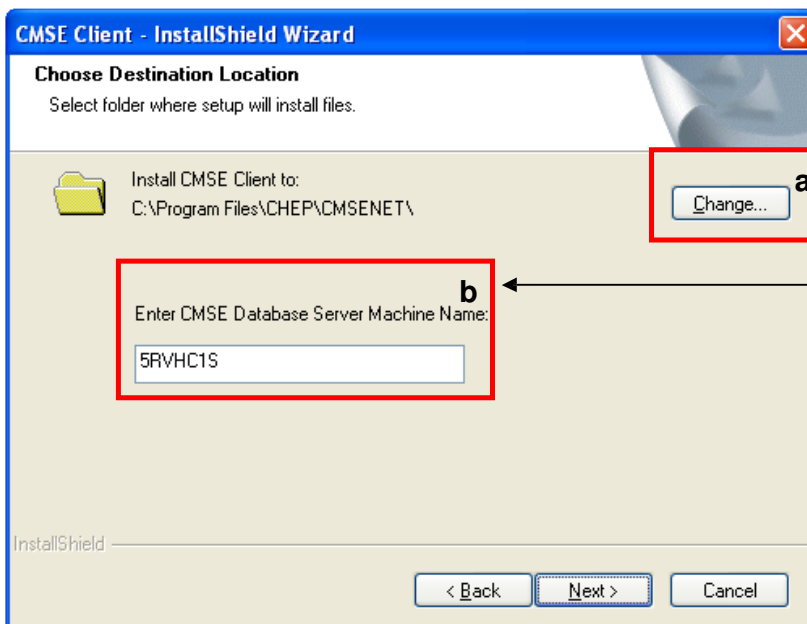 CMSE Client - InstallShield Wizard
Choose Destination Location
Select folder where setup will install files.
Install CMSE Client to:
C:\Program Files\CHEP\CMSENET\
Change...
a
b
Enter CMSE Database Server Machine Name:
5RVHC1S
InstallShield
< Back
Next >
Cancel